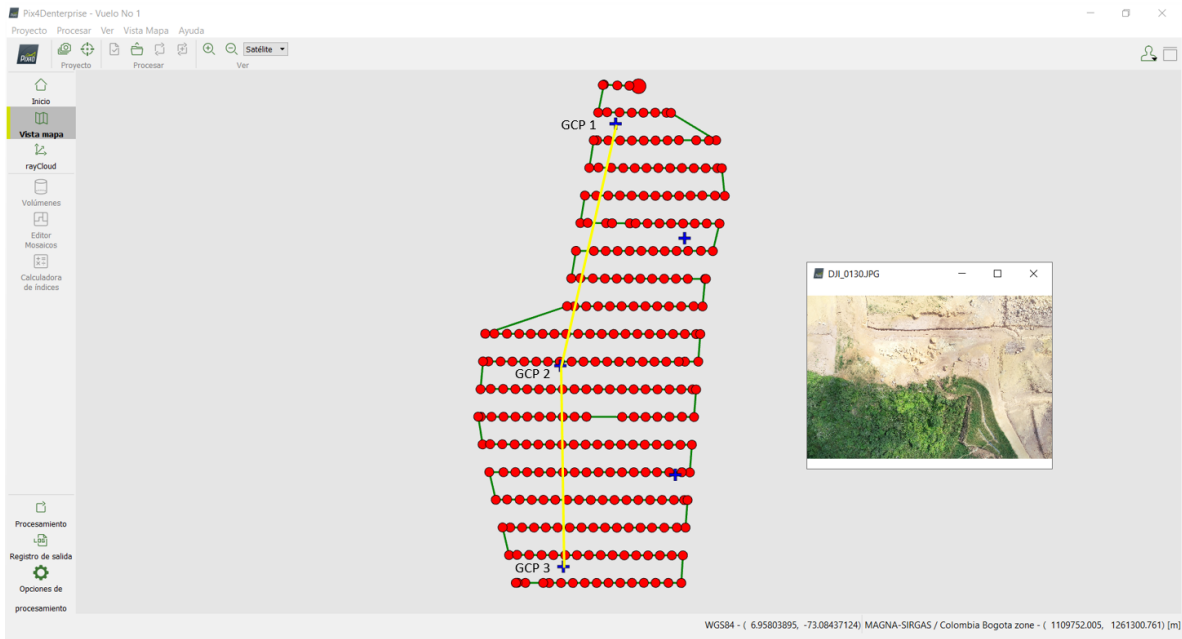 Pix4Denterprise - Vuelo No 1
Proyecto Procesar Ver Vista Mapa Ayuda
Satélite
Proyecto Procesar Ver
Inicio
Vista mapa
rayCloud
Volúmenes
Editor
Mosaicos
Calculadora
de índices
GCP 1
GCP 2
GCP 3
DJI_0130.JPG
Procesamiento
Registro de salida
Opciones de
procesamiento
WGS84 - ( 6.95803895, -73.08437124) MAGNA-SIRGAS / Colombia Bogota zone - ( 1109752.005, 1261300.761) [m]